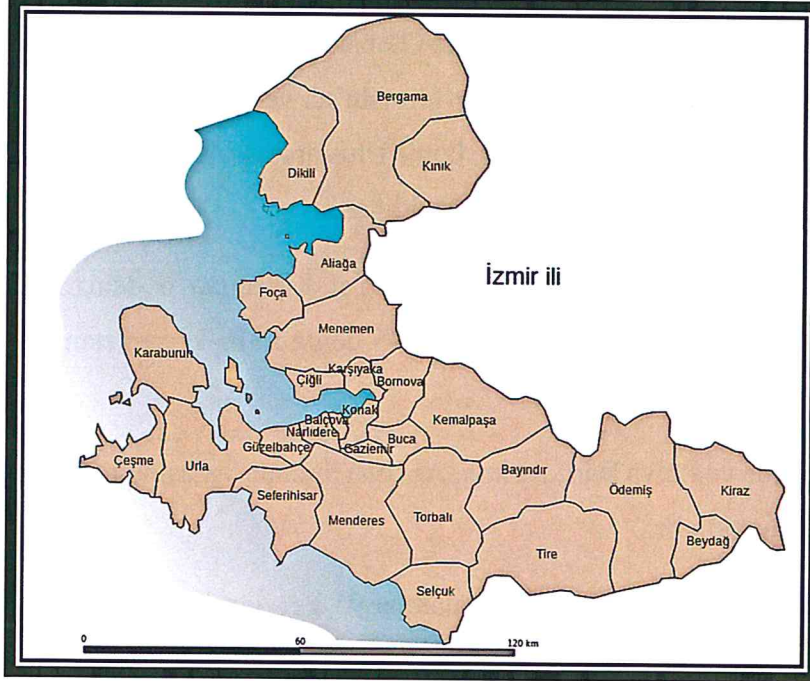 Bergama
Kınık
Dikili
İzmir ili
Aliağa
Foça
Menemen
Karaburun
Karşıyaka
Çiğli
Bornova
Konak
Balçova
Narlıdere
Kemalpaşa
Buca
Güzelbahçe
Gaziemir
Çeşme
Urla
Bayındır
Ödemiş
Kiraz
Seferihisar
Menderes
Torbalı
Beydağ
Tire
Selçuk
0
60
120 km